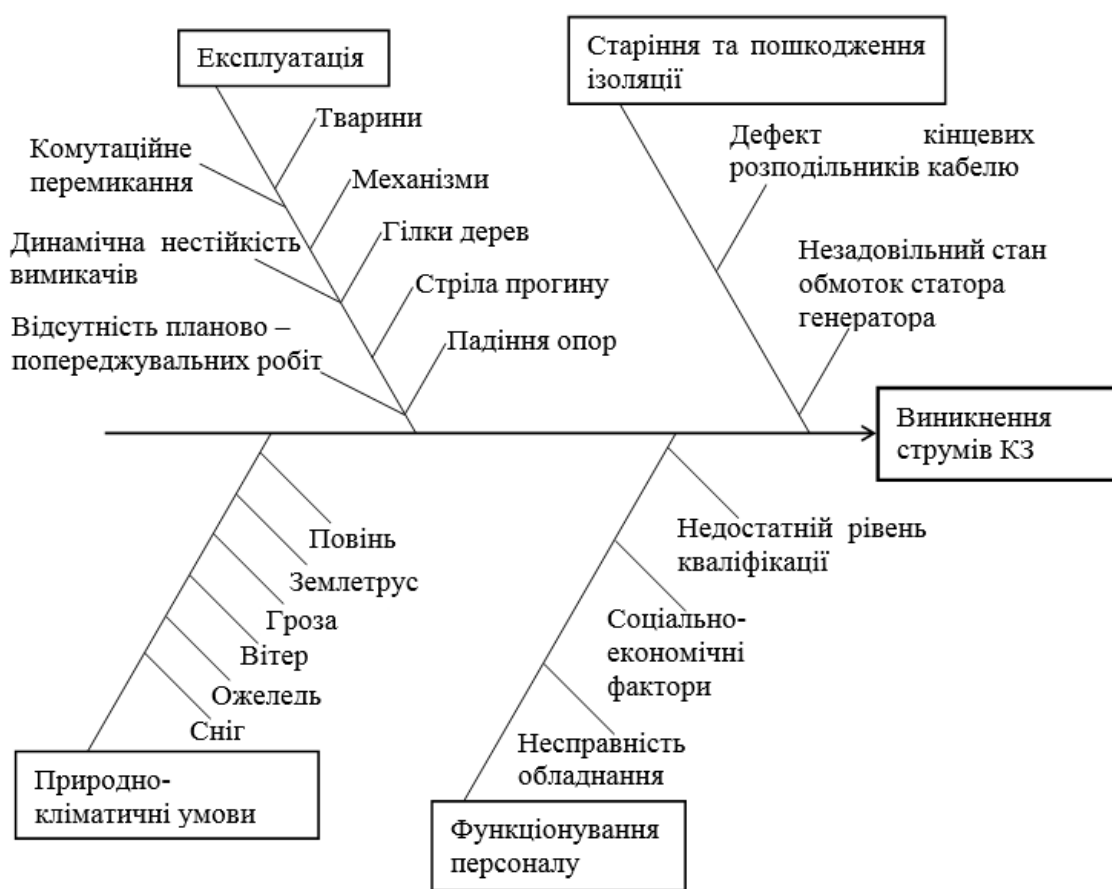 Експлуатація
Старіння та пошкодження
ізоляції
Тварини
Комутаційне
перемикання
Механізми
Динамічна нестійкість
вимикачів
Гілки дерев
Стріла прогину
Відсутність планово –
попереджувальних робіт
Падіння опор
Дефект кінцевих
розподільників кабелю
Незадовільний стан
обмоток статора
генератора
Виникнення
струмів КЗ
Повінь
Землетрус
Гроза
Вітер
Ожеледь
Сніг
Природно-
кліматичні умови
Недостатній рівень
кваліфікації
Соціально-
економічні
фактори
Несправність
обладнання
Функціонування
персоналу